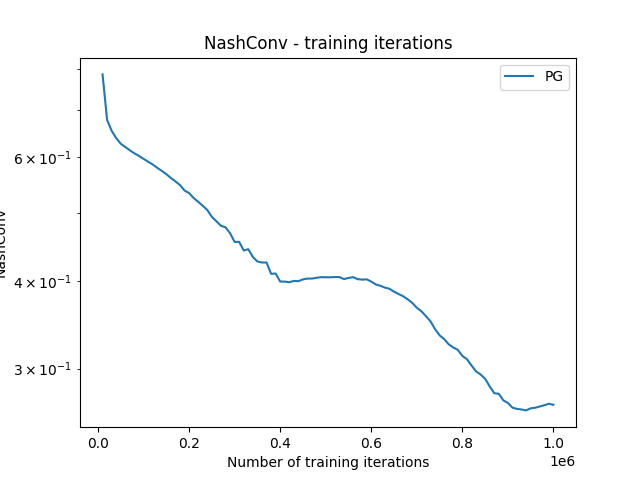 NashConv - training iterations
PG
NashConv
6 × 10⁻¹
4 × 10⁻¹
3 × 10⁻¹
0.0 0.2 0.4 0.6 0.8 1.0
1e6
Number of training iterations